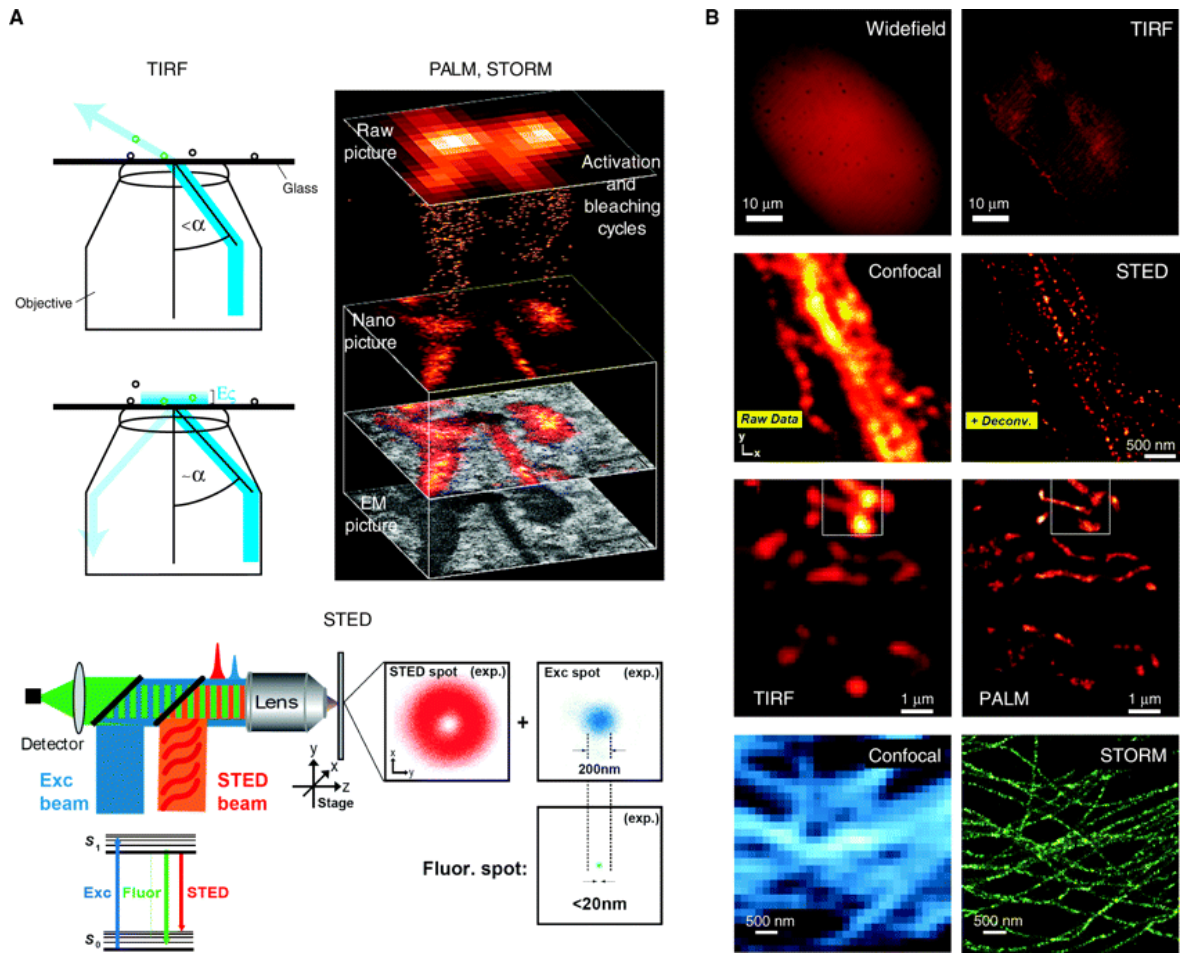 A
TIRF
Glass
<α
Objective
Eς
~α
PALM, STORM
Raw
picture
Activation
and
bleaching
cycles
Nano
picture
EM
picture
STED
Detector
Exc
beam
STED
beam
Lens
y
x
z
Stage
STED spot (exp.)
x
y
+
Exc spot (exp.)
200nm
(exp.)
Fluor. spot:
<20nm
S1
Exc
Fluor
STED
S0
B
Widefield
10 μm
TIRF
10 μm
Confocal
Raw Data
y
x
STED
+ Deconv.
500 nm
TIRF
1 μm
PALM
1 μm
Confocal
500 nm
STORM
500 nm